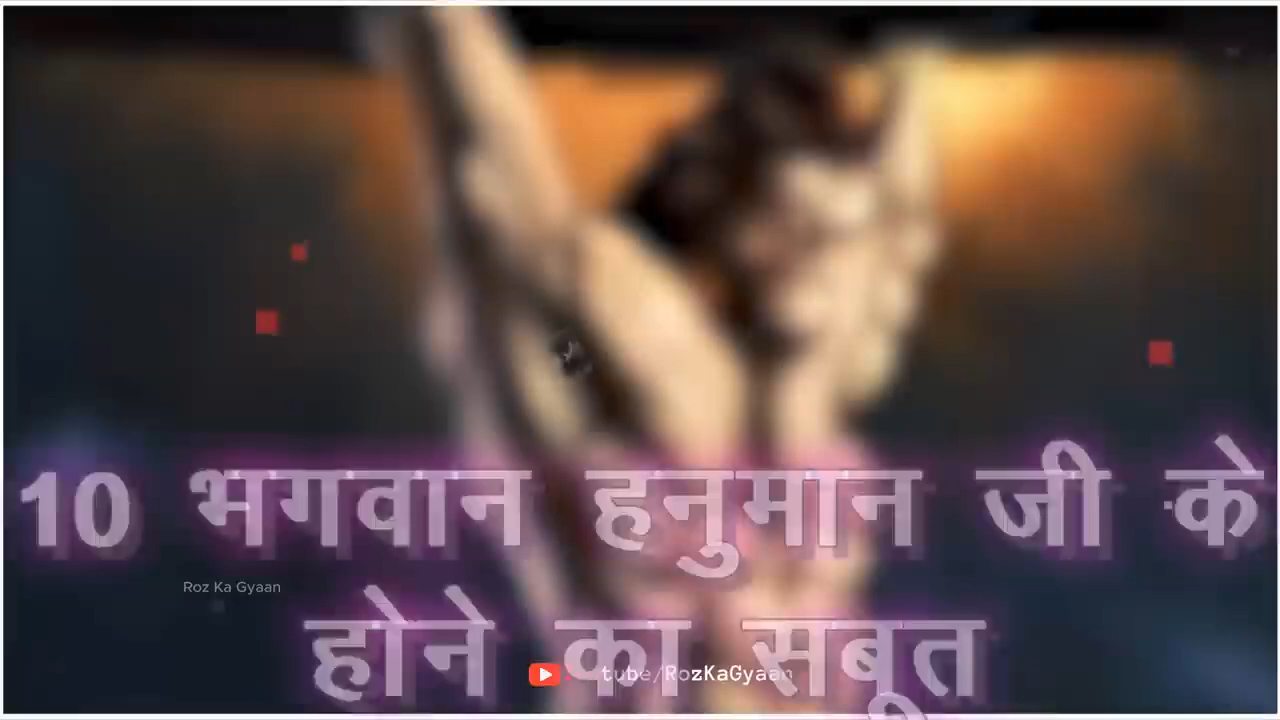 10 भगवान हनुमान जी के
Roz Ka Gyaan
होने का सबूत
tube/RozKaGyaan